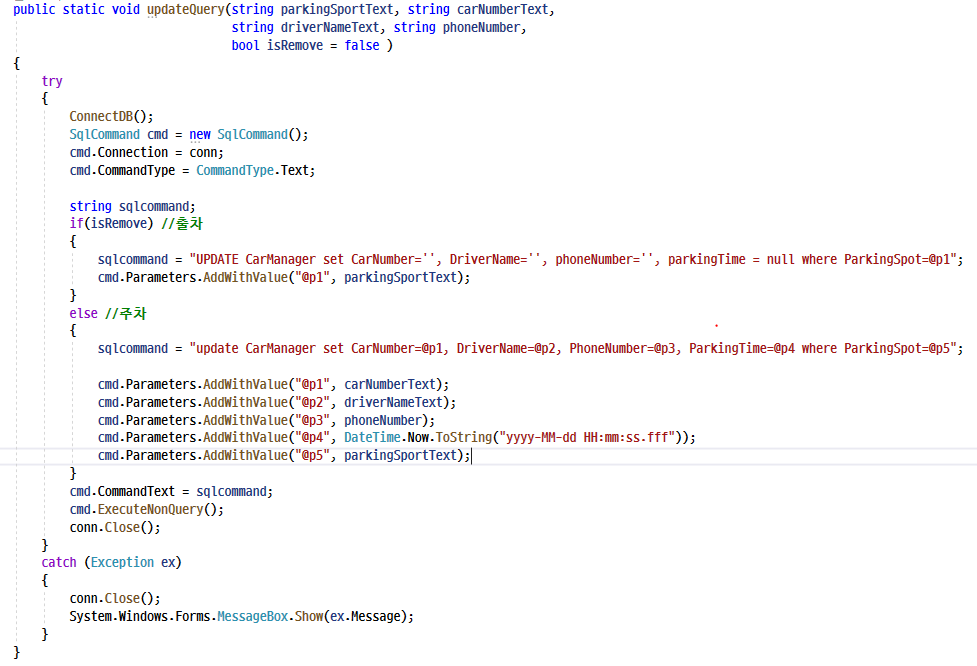 public static void updateQuery(string parkingSportText, string carNumberText,
string driverNameText, string phoneNumber,
bool isRemove = false )
{
try
{
ConnectDB();
SqlCommand cmd = new SqlCommand();
cmd.Connection = conn;
cmd.CommandType = CommandType.Text;
string sqlcommand;
if(isRemove) //출차
{
sqlcommand = "UPDATE CarManager set CarNumber='', DriverName='', phoneNumber='', parkingTime = null where ParkingSpot=@p1";
cmd.Parameters.AddWithValue("@p1", parkingSportText);
}
else //주차
{
sqlcommand = "update CarManager set CarNumber=@p1, DriverName=@p2, PhoneNumber=@p3, ParkingTime=@p4 where ParkingSpot=@p5";
cmd.Parameters.AddWithValue("@p1", carNumberText);
cmd.Parameters.AddWithValue("@p2", driverNameText);
cmd.Parameters.AddWithValue("@p3", phoneNumber);
cmd.Parameters.AddWithValue("@p4", DateTime.Now.ToString("yyyy-MM-dd HH:mm:ss.fff"));
cmd.Parameters.AddWithValue("@p5", parkingSportText);
}
cmd.CommandText = sqlcommand;
cmd.ExecuteNonQuery();
conn.Close();
}
catch (Exception ex)
{
conn.Close();
System.Windows.Forms.MessageBox.Show(ex.Message);
}
}